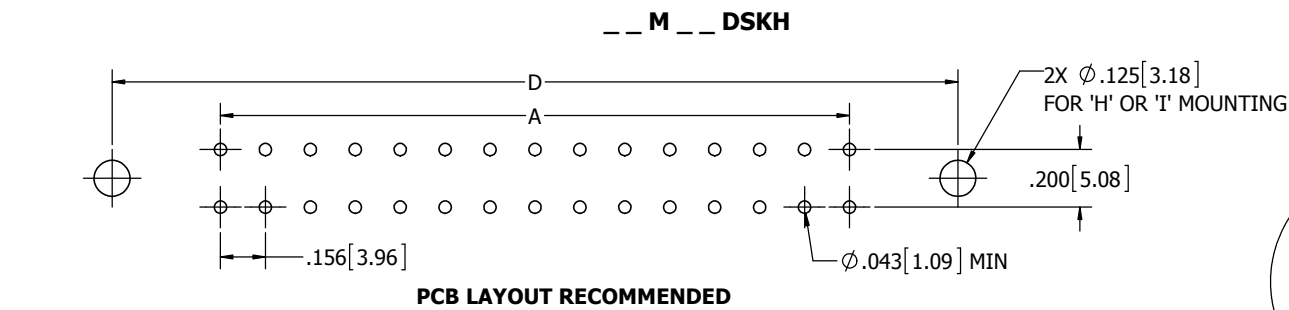 _ _ M _ _ DSKH
D
2X ∅.125[3.18]
FOR 'H' OR 'I' MOUNTING
A
.200[5.08]
.156[3.96]
∅.043[1.09] MIN
PCB LAYOUT RECOMMENDED